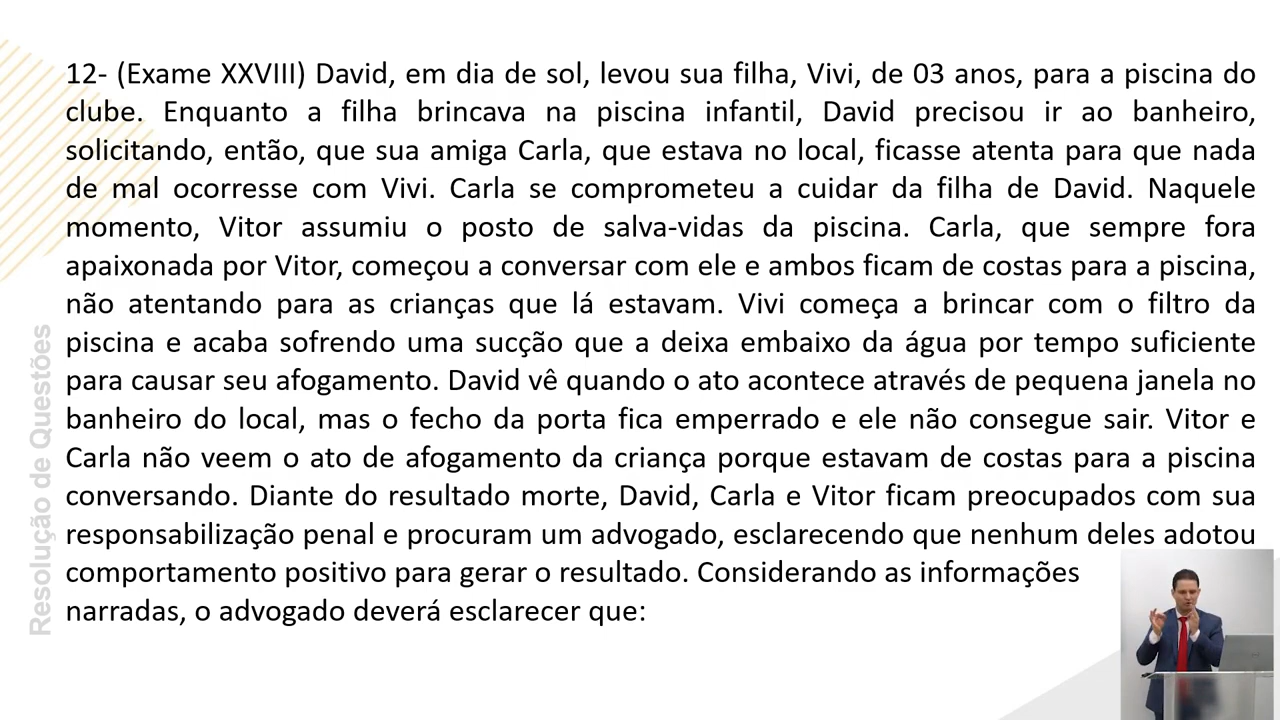 12- (Exame XXVIII) David, em dia de sol, levou sua filha, Vivi, de 03 anos, para a piscina do
clube. Enquanto a filha brincava na piscina infantil, David precisou ir ao banheiro,
solicitando, então, que sua amiga Carla, que estava no local, ficasse atenta para que nada
de mal ocorresse com Vivi. Carla se comprometeu a cuidar da filha de David. Naquele
momento, Vitor assumiu o posto de salva-vidas da piscina. Carla, que sempre fora
apaixonada por Vitor, começou a conversar com ele e ambos ficam de costas para a piscina,
não atentando para as crianças que lá estavam. Vivi começa a brincar com o filtro da
piscina e acaba sofrendo uma sucção que a deixa embaixo da água por tempo suficiente
para causar seu afogamento. David vê quando o ato acontece através de pequena janela no
banheiro do local, mas o fecho da porta fica emperrado e ele não consegue sair. Vitor e
Carla não veem o ato de afogamento da criança porque estavam de costas para a piscina
conversando. Diante do resultado morte, David, Carla e Vitor ficam preocupados com sua
responsabilização penal e procuram um advogado, esclarecendo que nenhum deles adotou
comportamento positivo para gerar o resultado. Considerando as informações
narradas, o advogado deverá esclarecer que:
Resolução de Questões